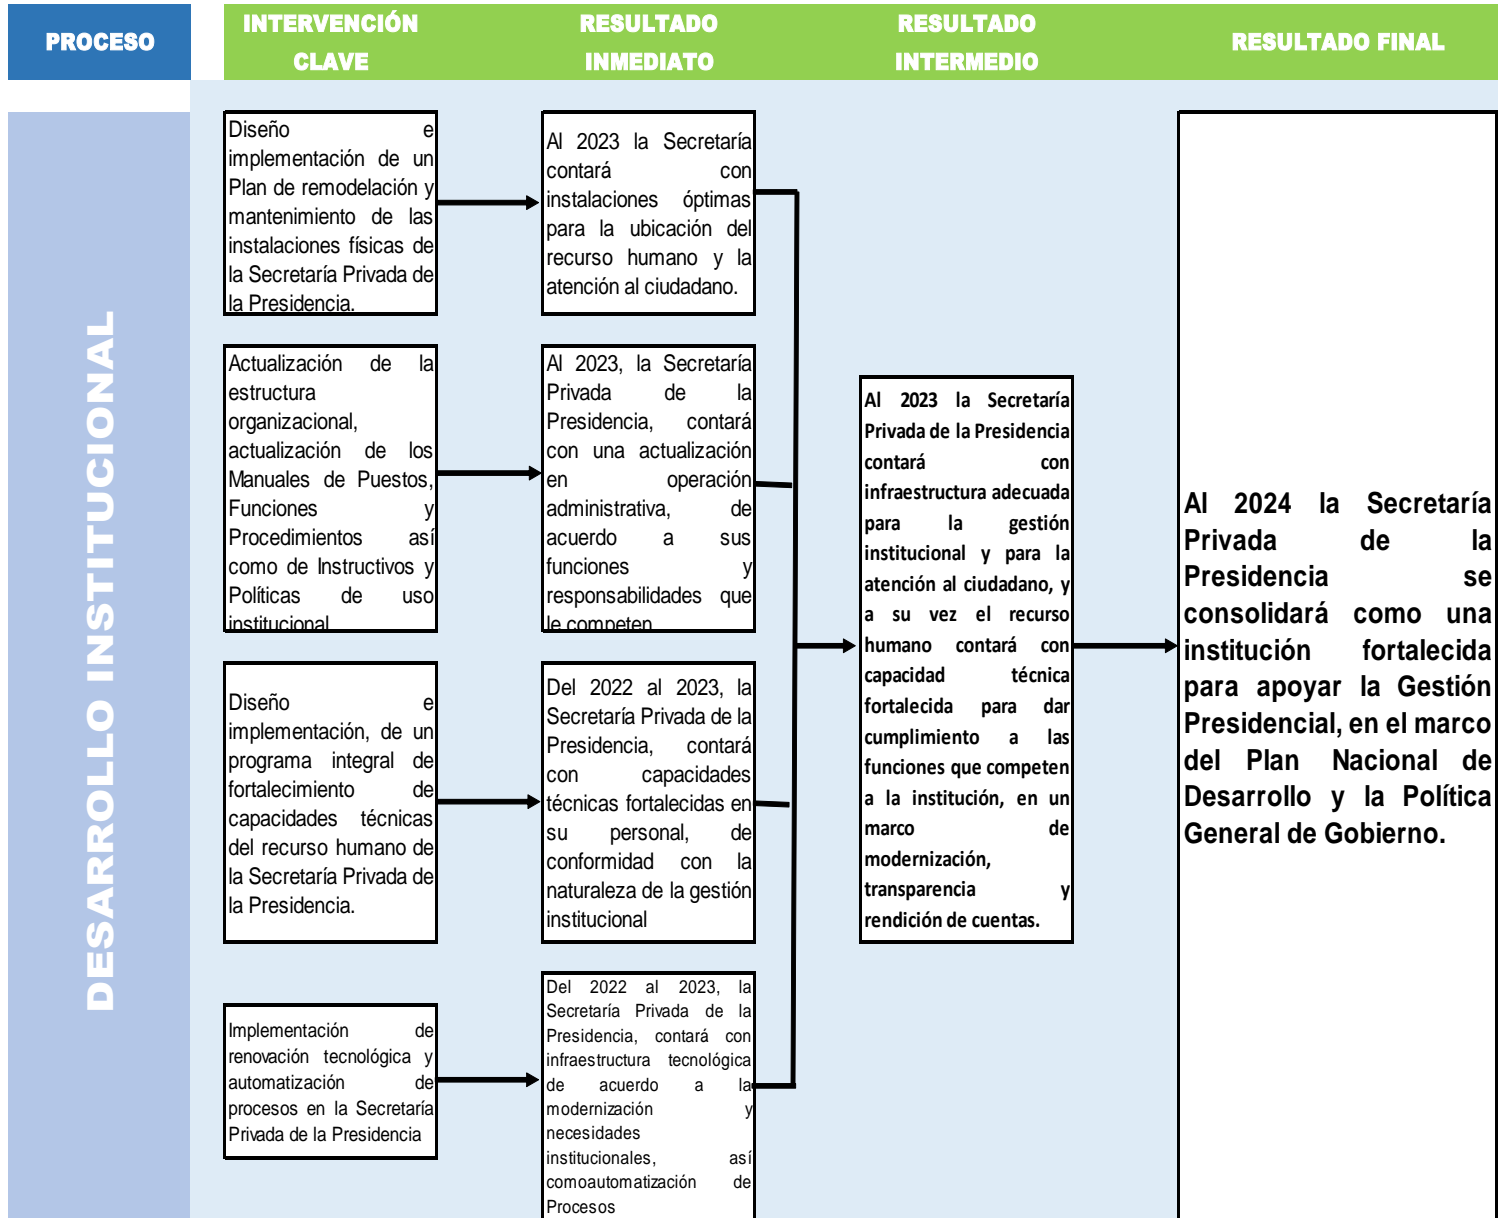 PROCESO
INTERVENCIÓN
CLAVE
RESULTADO
INMEDIATO
RESULTADO
INTERMEDIO
RESULTADO FINAL
DESARROLLO INSTITUCIONAL
Diseño e
implementación de un
Plan de remodelación y
mantenimiento de las
instalaciones físicas de
la Secretaría Privada de
la Presidencia.
Al 2023 la Secretaría
contará con
instalaciones óptimas
para la ubicación del
recurso humano y la
atención al ciudadano.
Actualización de la
estructura
organizacional,
actualización de los
Manuales de Puestos,
Funciones y
Procedimientos así
como de Instructivos y
Políticas de uso
institucional
Al 2023, la Secretaría
Privada de la
Presidencia, contará
con una actualización
en operación
administrativa, de
acuerdo a sus
funciones y
responsabilidades que
le competen
Diseño e
implementación, de un
programa integral de
fortalecimiento de
capacidades técnicas
del recurso humano de
la Secretaría Privada de
la Presidencia.
Del 2022 al 2023, la
Secretaría Privada de la
Presidencia, contará
con capacidades
técnicas fortalecidas en
su personal, de
conformidad con la
naturaleza de la gestión
institucional
Implementación de
renovación tecnológica y
automatización de
procesos en la Secretaría
Privada de la Presidencia
Del 2022 al 2023, la
Secretaría Privada de la
Presidencia, contará con
infraestructura tecnológica
de acuerdo a la
modernización y
necesidades
institucionales, así
comoautomatización de
Procesos
Al 2023 la Secretaría
Privada de la Presidencia
contará con
infraestructura adecuada
para la gestión
institucional y para la
atención al ciudadano, y
a su vez el recurso
humano contará con
capacidad técnica
fortalecida para dar
cumplimiento a las
funciones que competen
a la institución, en un
marco de
modernización,
transparencia y
rendición de cuentas.
Al 2024 la Secretaría
Privada de la
Presidencia se
consolidará como una
institución fortalecida
para apoyar la Gestión
Presidencial, en el marco
del Plan Nacional de
Desarrollo y la Política
General de Gobierno.